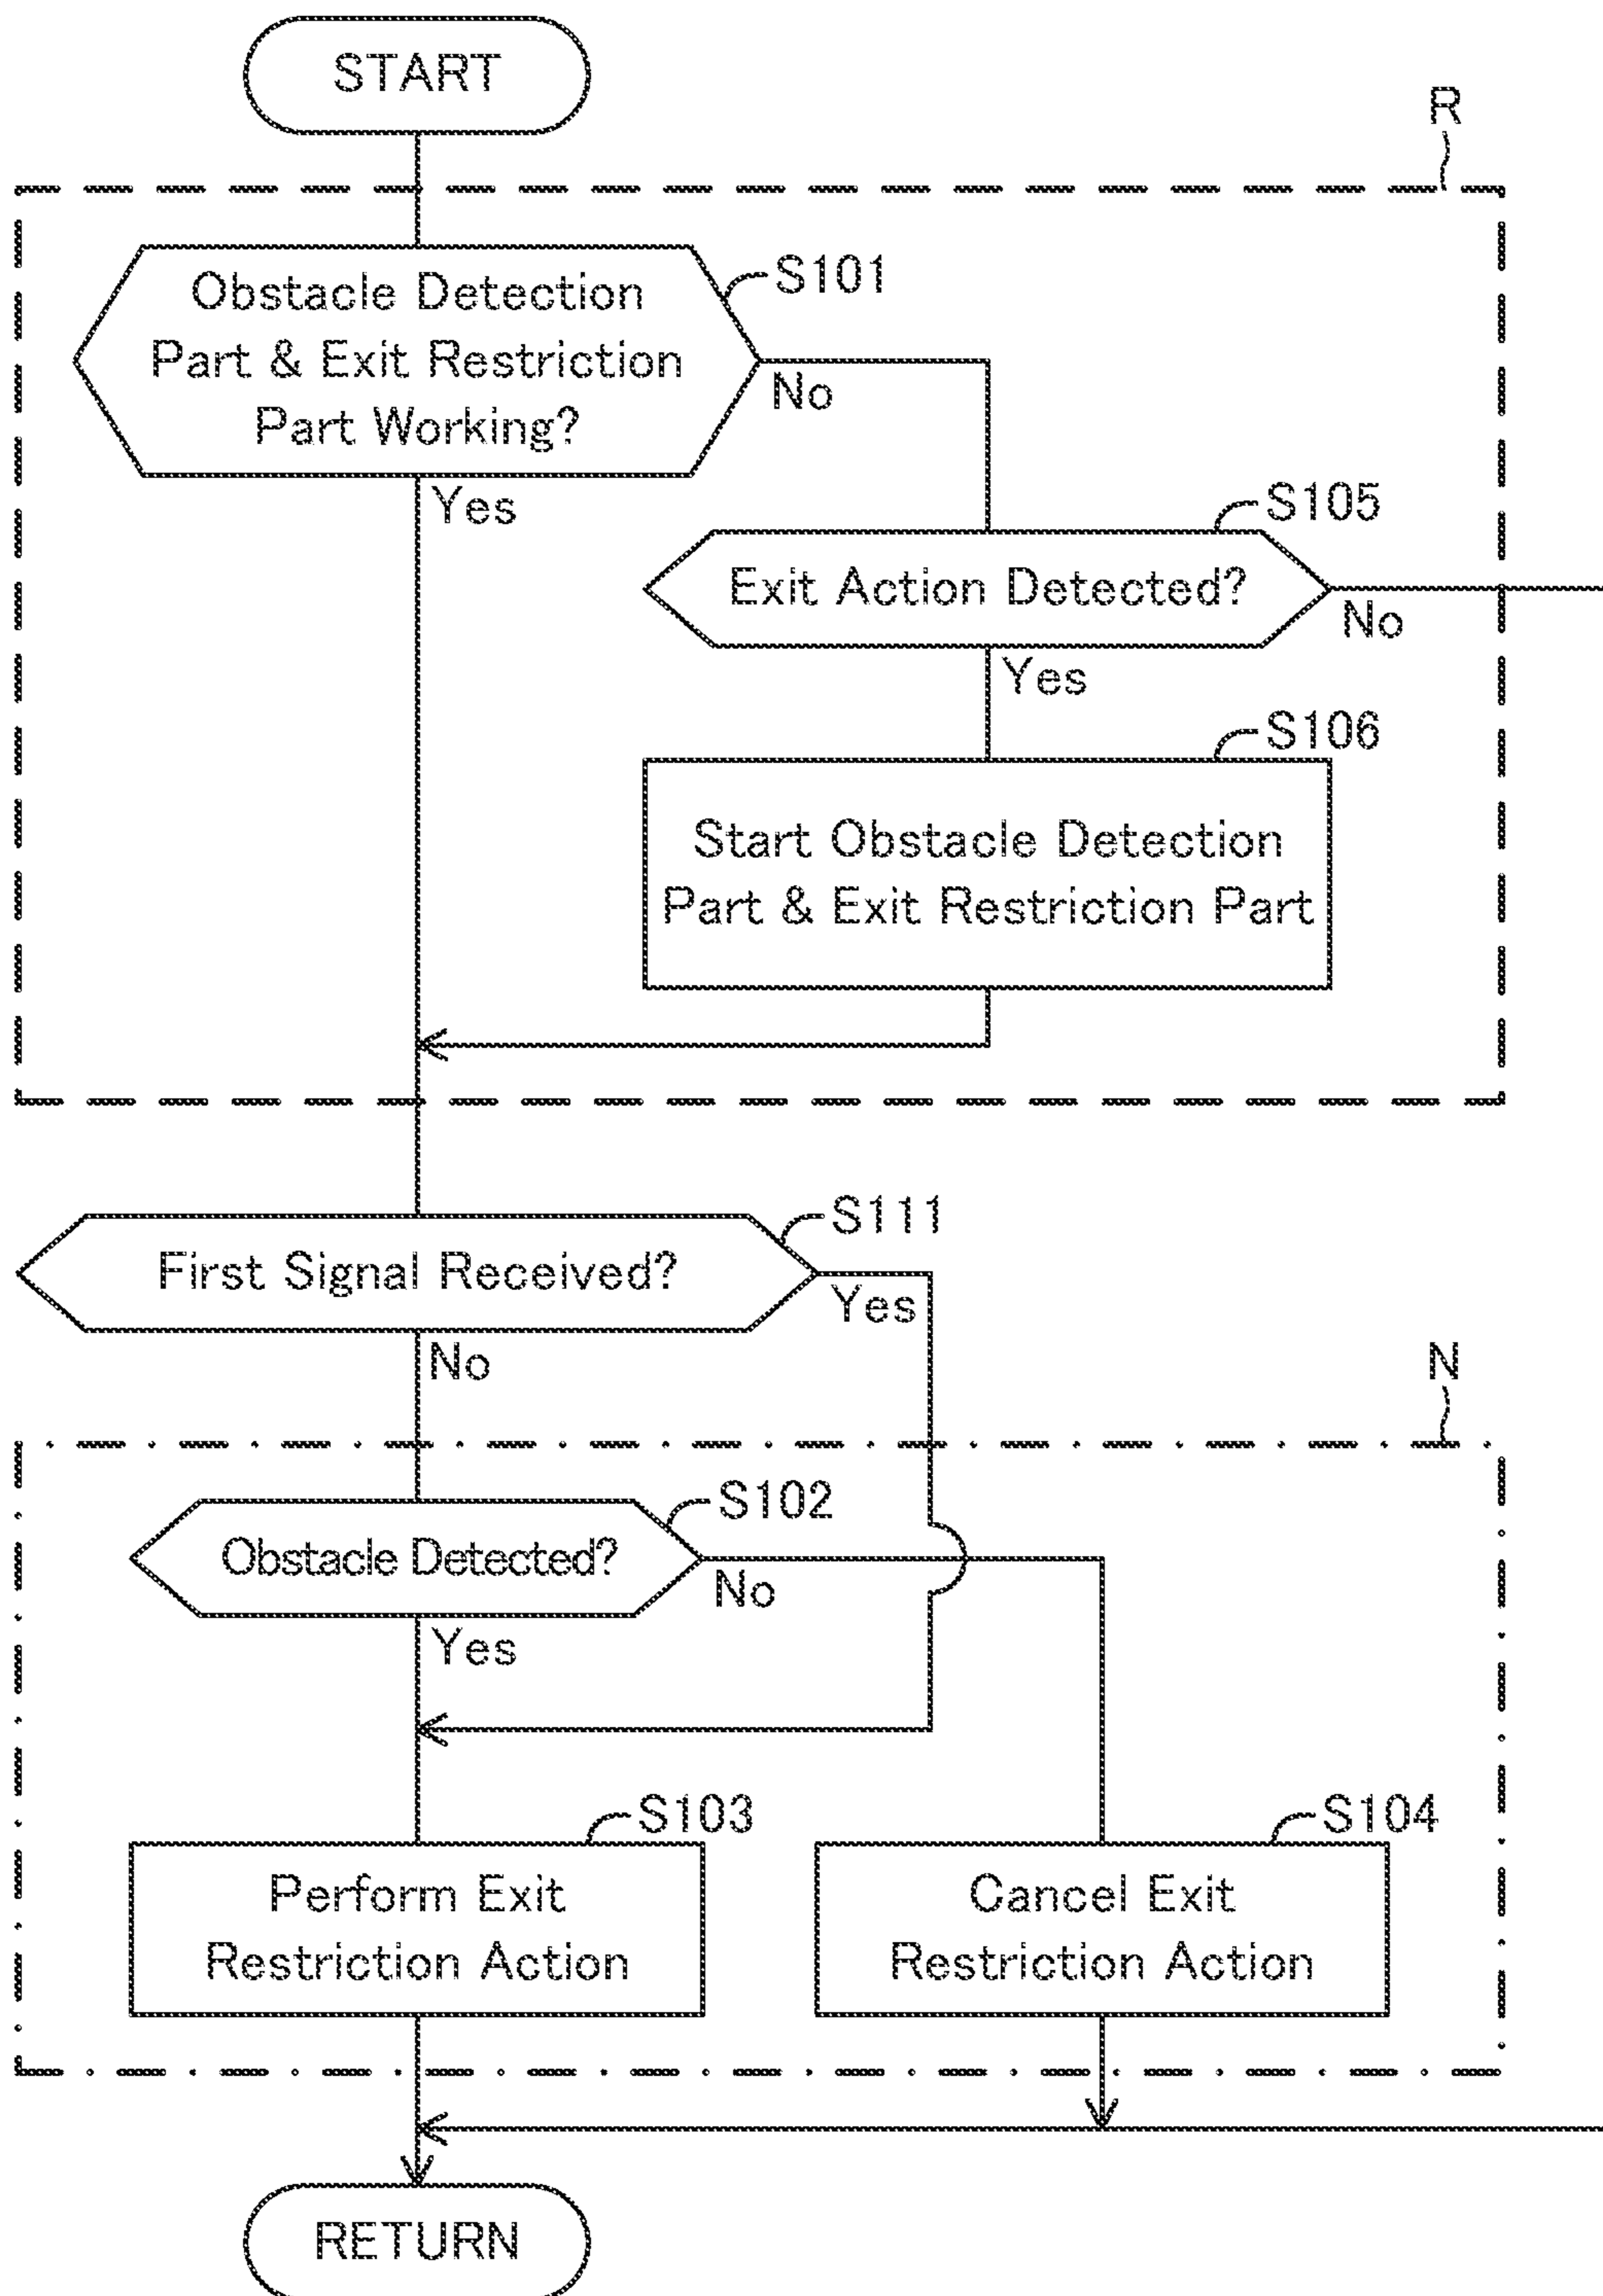 START
R
S101
Obstacle Detection
Part & Exit Restriction
Part Working?
No
Yes
S105
Exit Action Detected?
No
Yes
S106
Start Obstacle Detection
Part & Exit Restriction Part
S111
First Signal Received?
Yes
No
N
S102
Obstacle Detected?
No
Yes
S103
S104
Perform Exit
Restriction Action
Cancel Exit
Restriction Action
RETURN